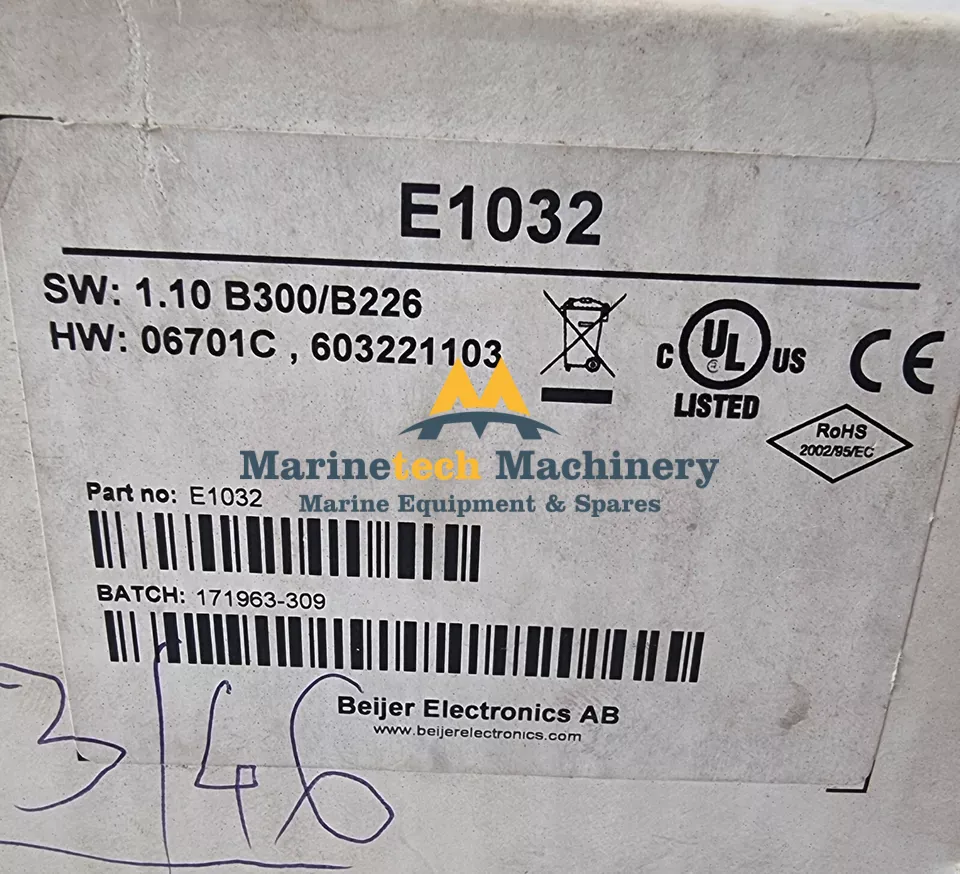 E1032
SW: 1.10 B300/B226
HW: 06701C , 603221103
C UL US
LISTED
CE
RoHS
2002/95/EC
Marinetech Machinery
Marine Equipment & Spares
Part no: E1032
BATCH: 171963-309
Beijer Electronics AB
www.beijerelectronics.com
3/46